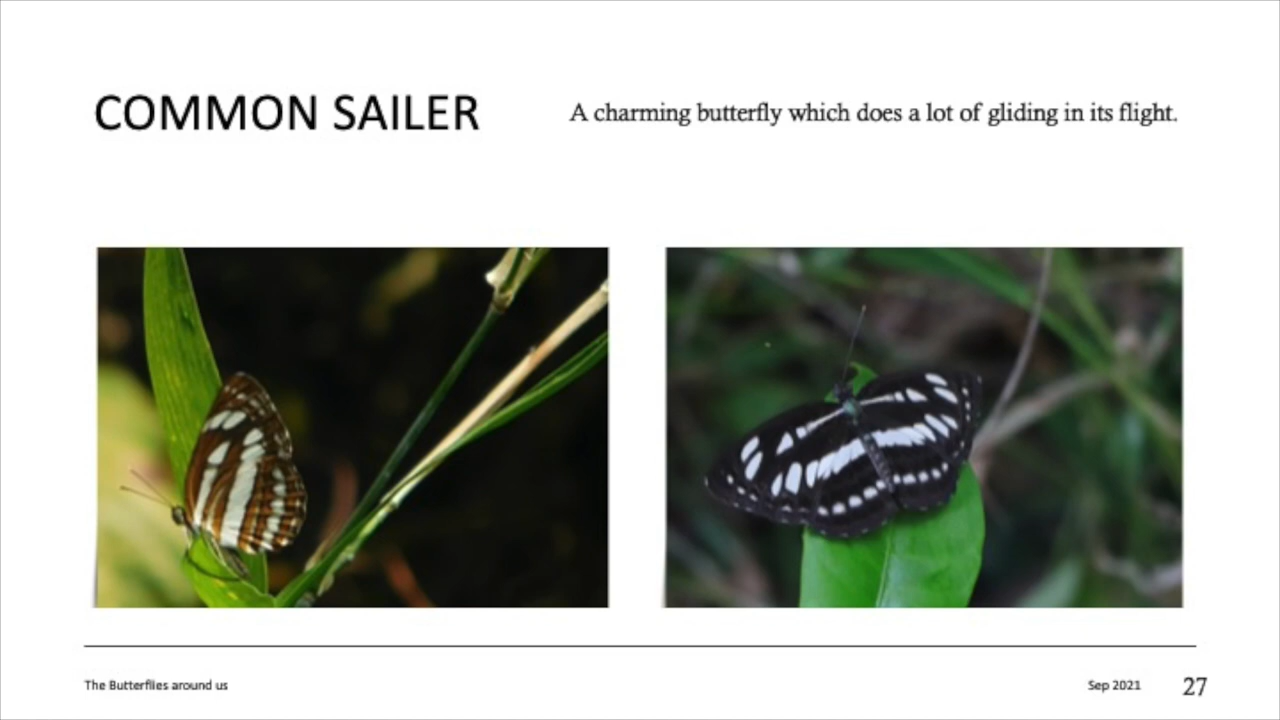 COMMON SAILER
A charming butterfly which does a lot of gliding in its flight.
The Butterflies around us
Sep 2021
27